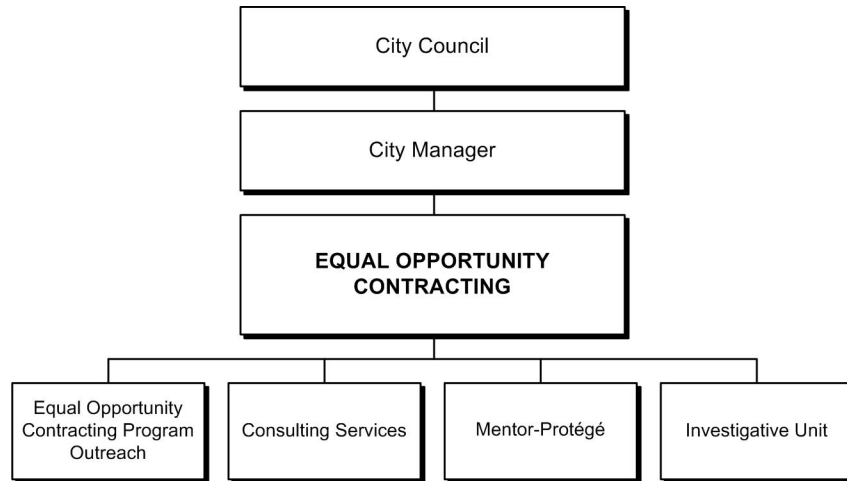 City Council
City Manager
EQUAL OPPORTUNITY
CONTRACTING
Equal Opportunity
Contracting Program
Outreach
Consulting Services
Mentor-Protégé
Investigative Unit